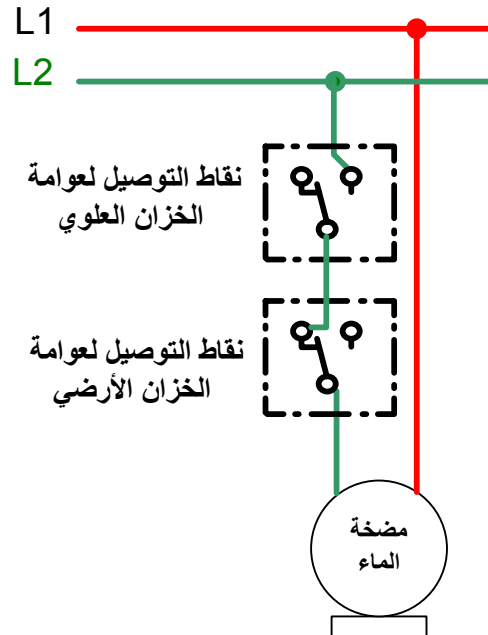 L1
L2
نقاط التوصيل لعوامة
الخزان العلوي
نقاط التوصيل لعوامة
الخزان الأرضي
مضخة
الماء